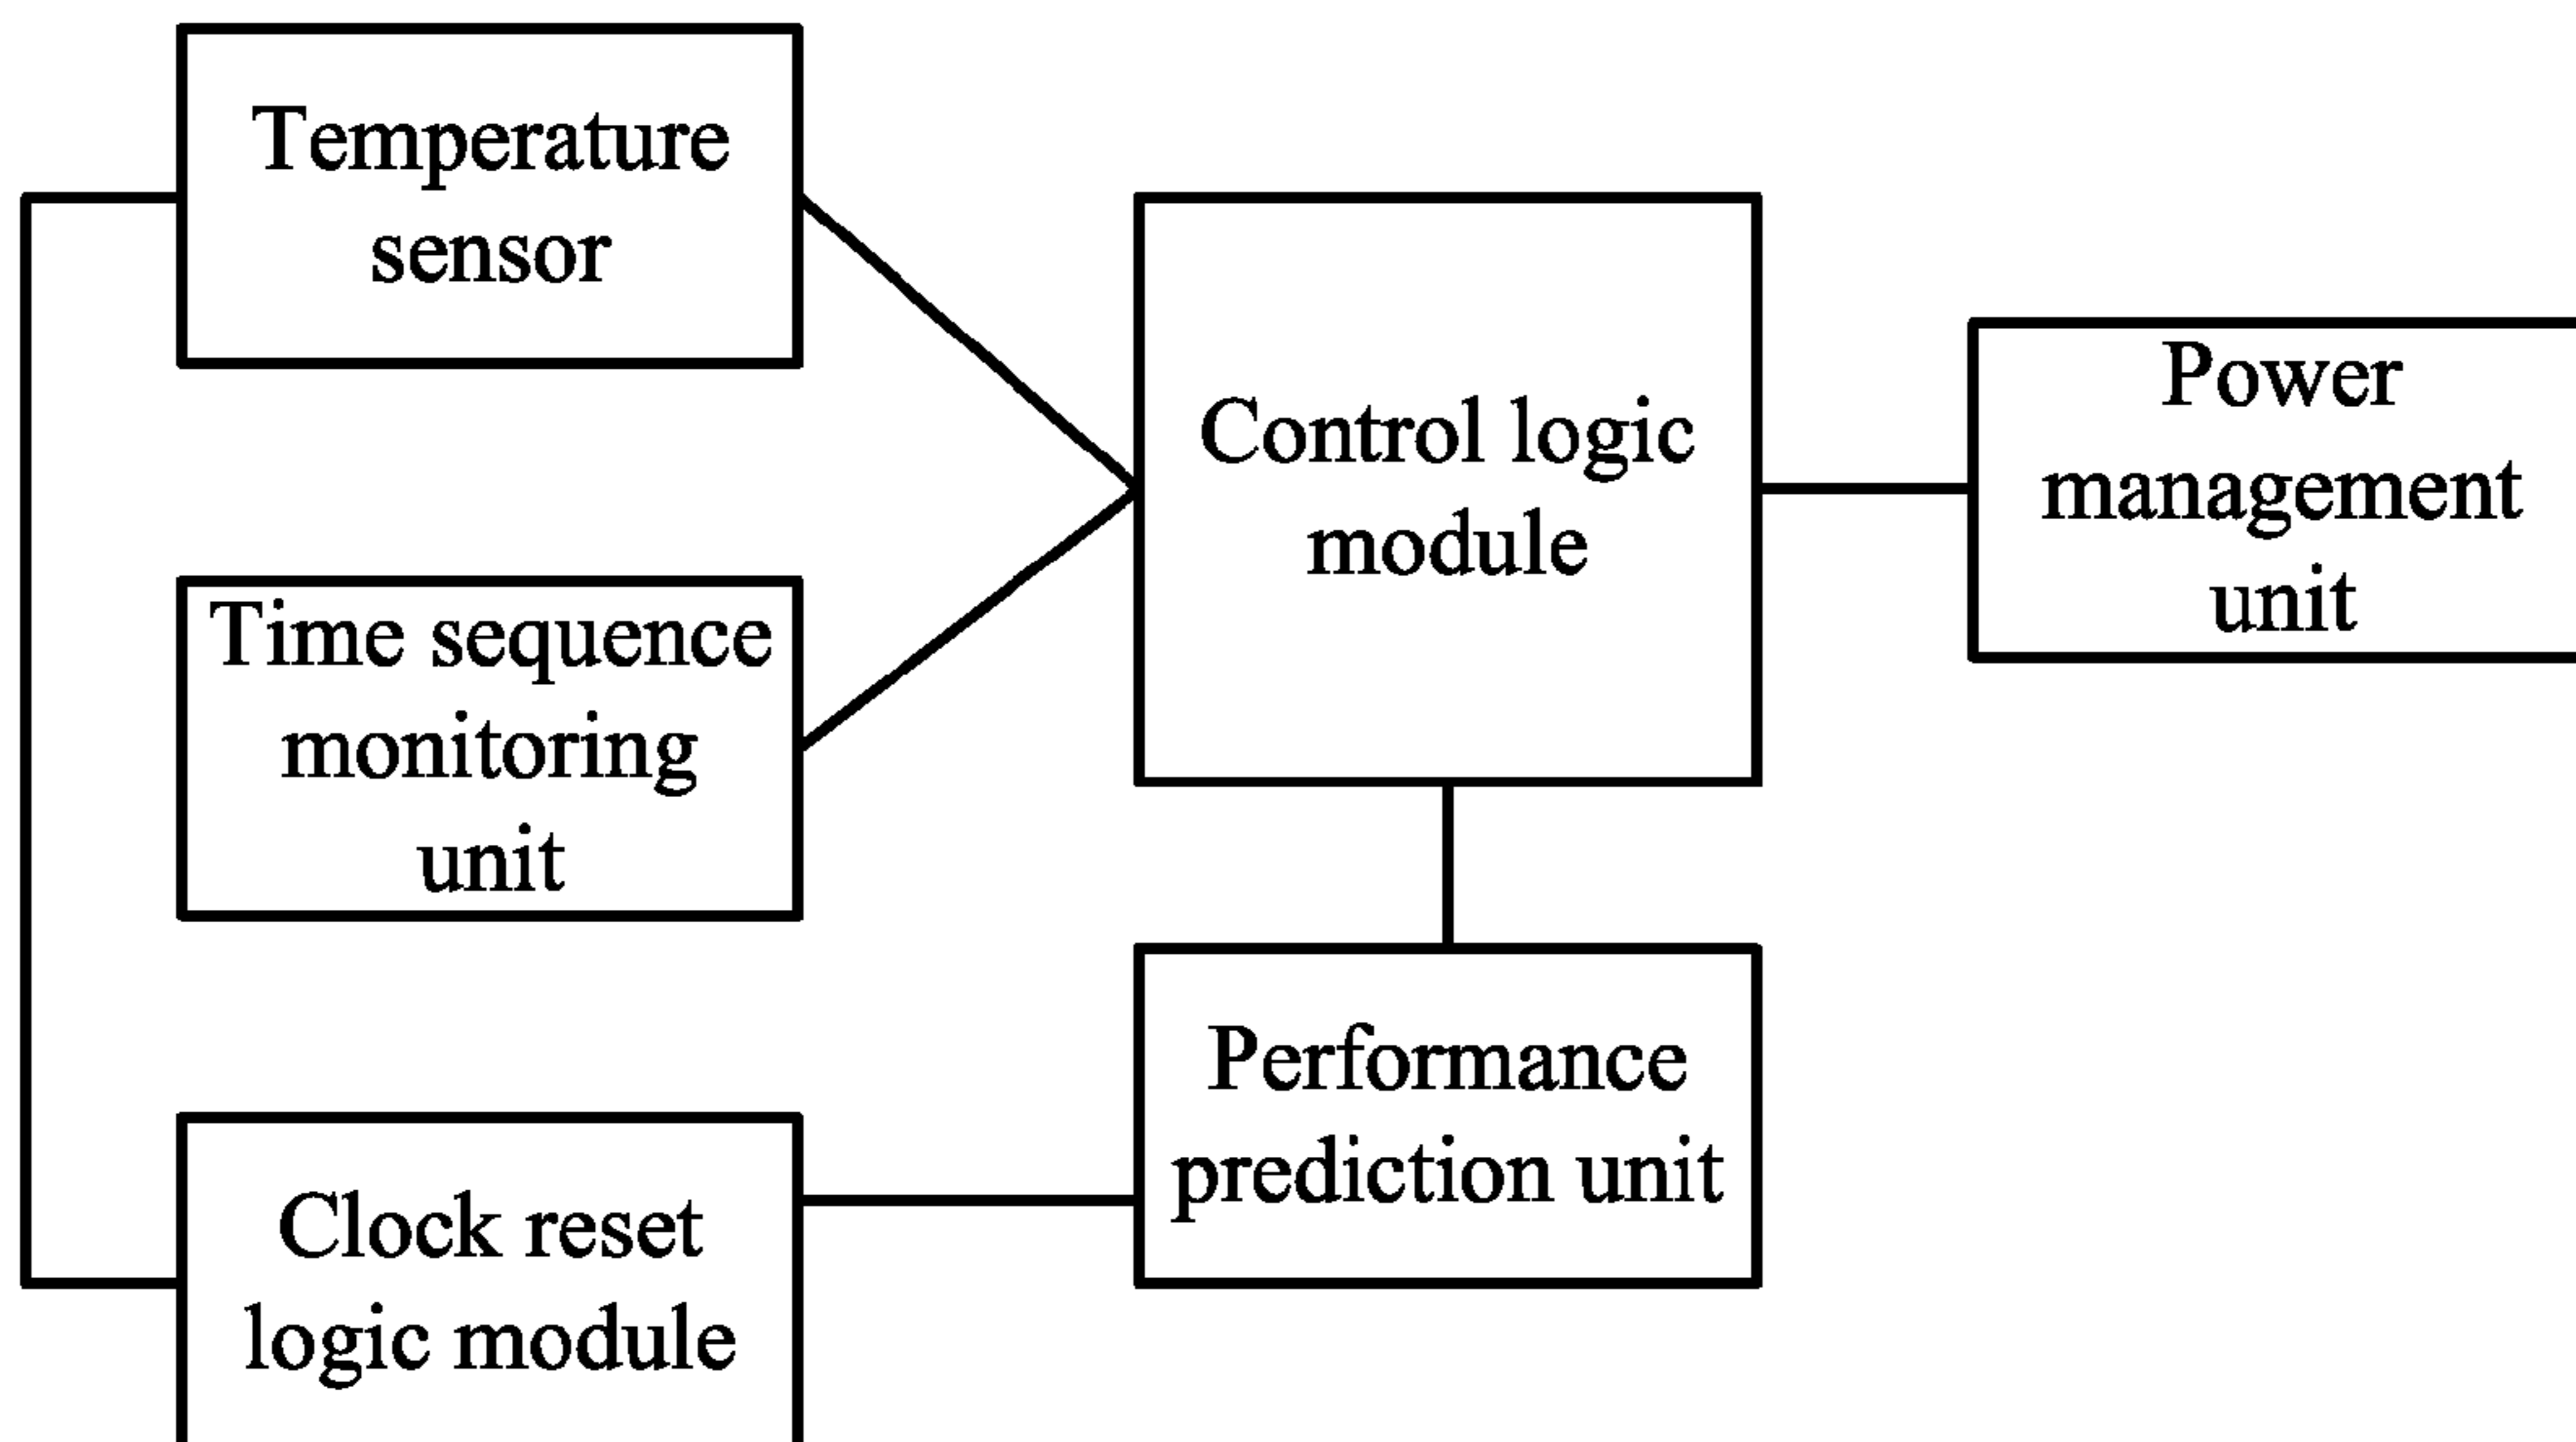 Temperature
sensor
Time sequence
monitoring
unit
Clock reset
logic module
Control logic
module
Performance
prediction unit
Power
management
unit